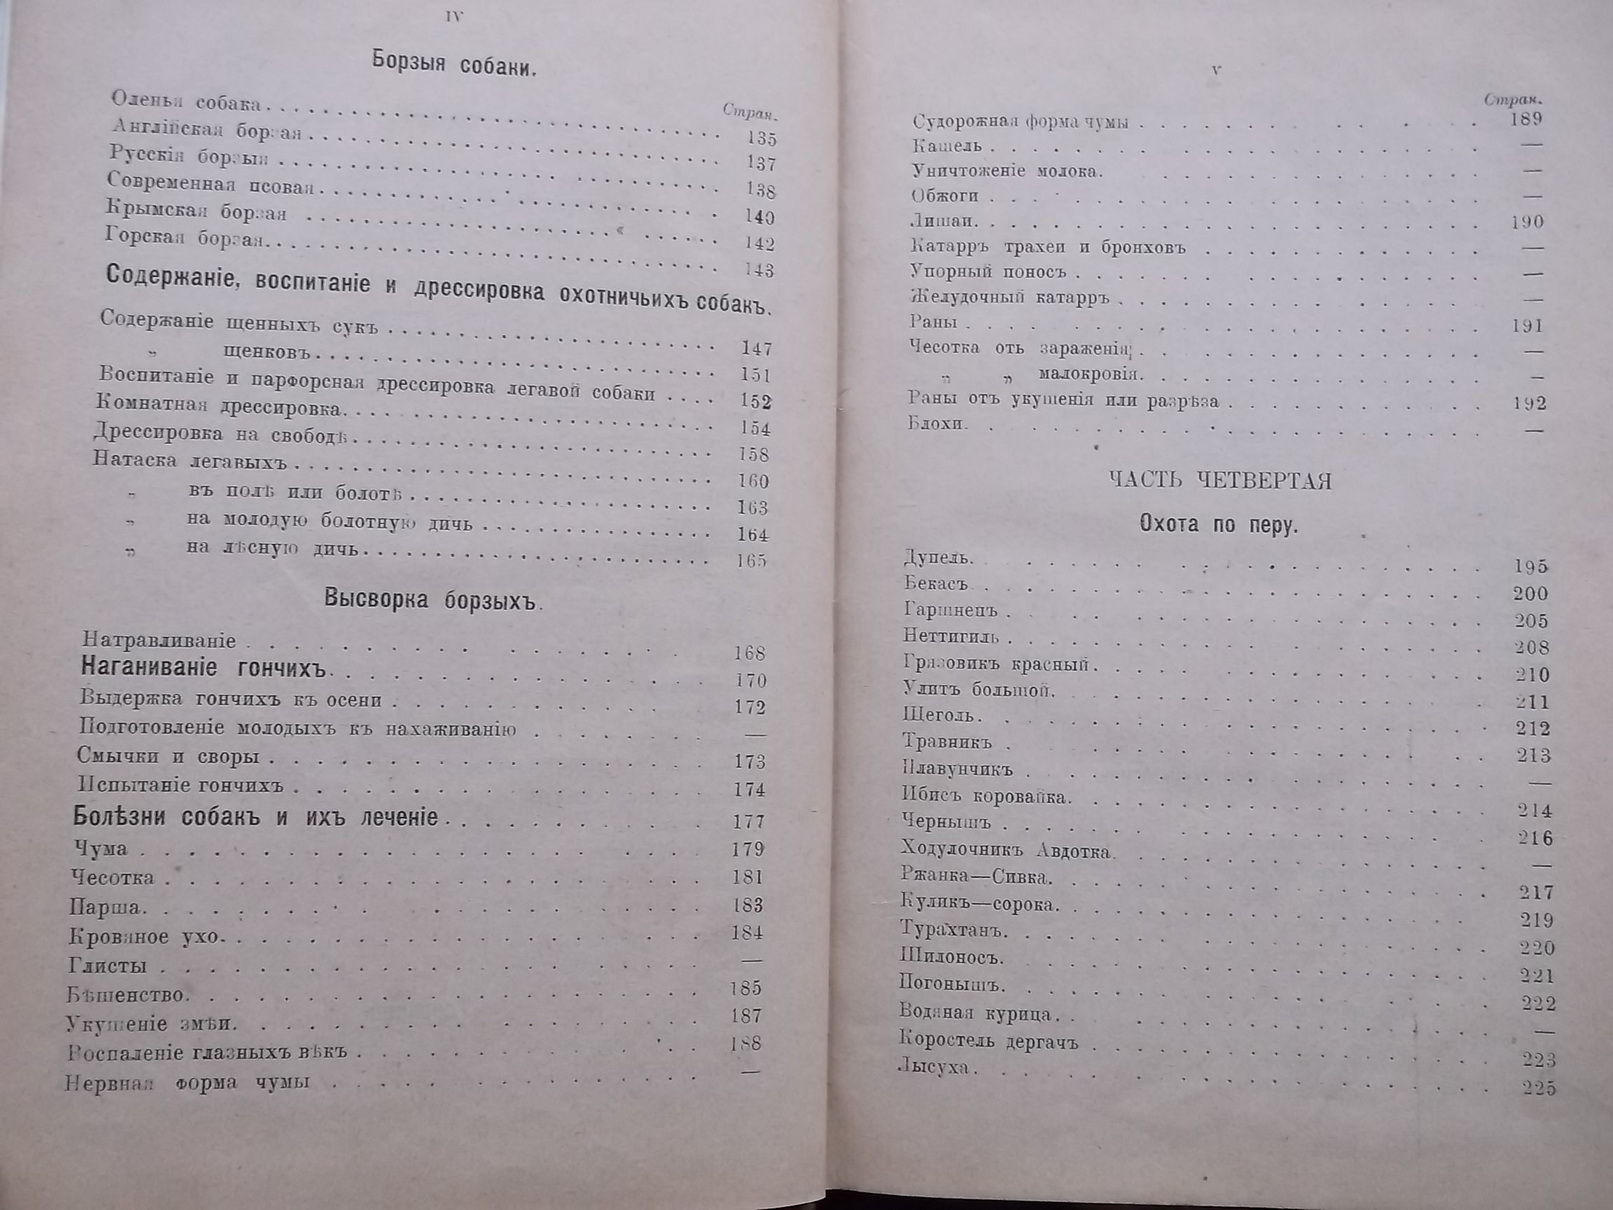 IV
Борзыя собаки.
Стран.
Оленья собака. 135
Англійская борзая. 137
Русскія борзыя. 138
Современная псовая. 140
Крымская борзая. 142
Горская борзая. 143
Содержаніе, воспитаніе и дрессировка охотничьихъ собакъ.
Содержаніе щенныхъ сукъ. 147
„ щенковъ. 151
Воспитаніе и парфорсная дрессировка легавой собаки. 152
Комнатная дрессировка. 154
Дрессировка на свободѣ. 158
Натаска легавыхъ. 160
„ въ полѣ или болотѣ. 163
„ на молодую болотную дичь. 164
„ на лѣсную дичь. 165
Высворка борзыхъ.
Натравливаніе. 168
Наганиваніе гончихъ. 170
Выдержка гончихъ къ осени. 172
Подготовленіе молодыхъ къ нахаживанію. —
Смычки и своры. 173
Испытаніе гончихъ. 174
Болѣзни собакъ и ихъ леченіе. 177
Чума. 179
Чесотка. 181
Парша. 183
Кровяное ухо. 184
Глисты. —
Бѣшенство. 185
Укушеніе змѣи. 187
Воспаленіе глазныхъ вѣкъ. 188
Нервная форма чумы. —
V
Стран.
Судорожная форма чумы. 189
Кашель. —
Уничтоженіе молока. —
Обжоги. —
Лишаи. 190
Катарръ трахеи и бронховъ. —
Упорный поносъ. —
Желудочный катарръ. —
Раны. 191
Чесотка отъ зараженія. —
„ „ малокровія. —
Раны отъ укушенія или разрѣза. 192
Блохи. —
ЧАСТЬ ЧЕТВЕРТАЯ
Охота по перу.
Дупель. 195
Бекасъ. 200
Гаршнепъ. 205
Неттигиль. 208
Грязовикъ красный. 210
Улитъ большой. 211
Щеголь. 212
Травникъ. 213
Плавунчикъ. —
Ибисъ коровайка. 214
Чернышъ. 216
Ходулочникъ Авдотка. —
Ржанка—Сивка. 217
Куликъ—сорока. 219
Турахтанъ. 220
Шилоносъ. 221
Погонышъ. 222
Водяная курица. —
Коростель дергачъ. 223
Лысуха. 225